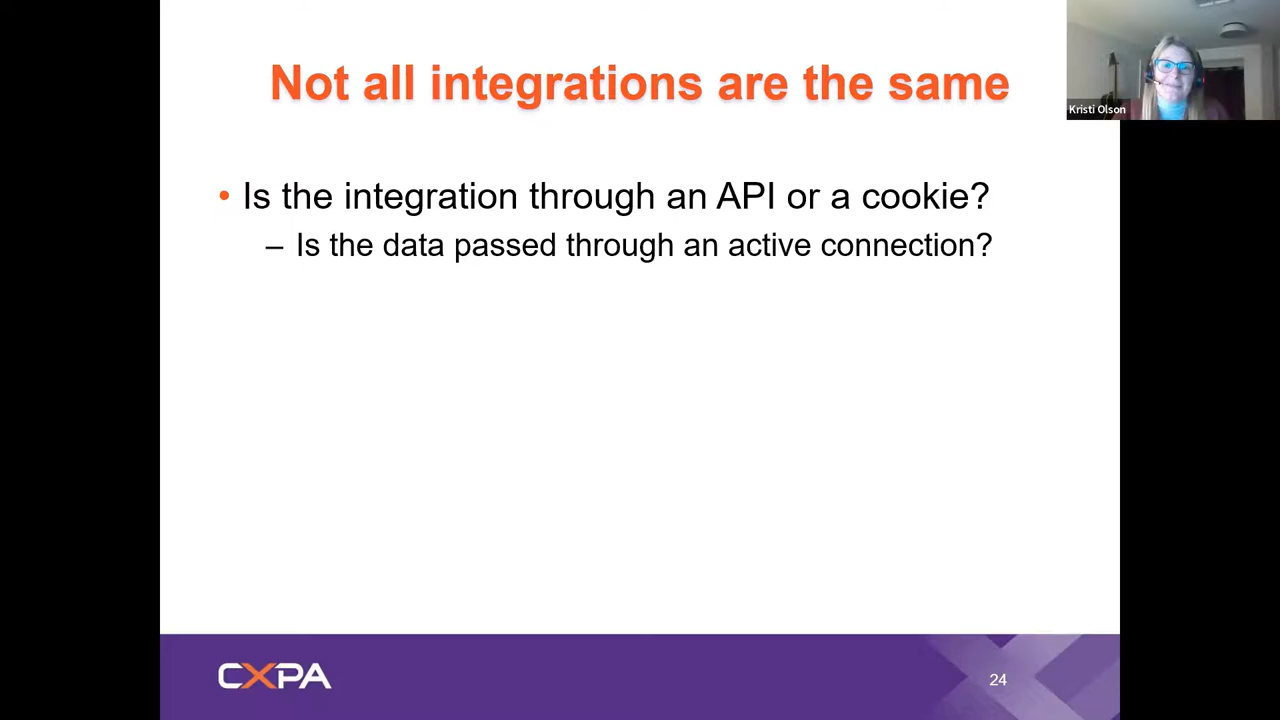 Not all integrations are the same
Kristi Olson
• Is the integration through an API or a cookie?
– Is the data passed through an active connection?
CXPA
24